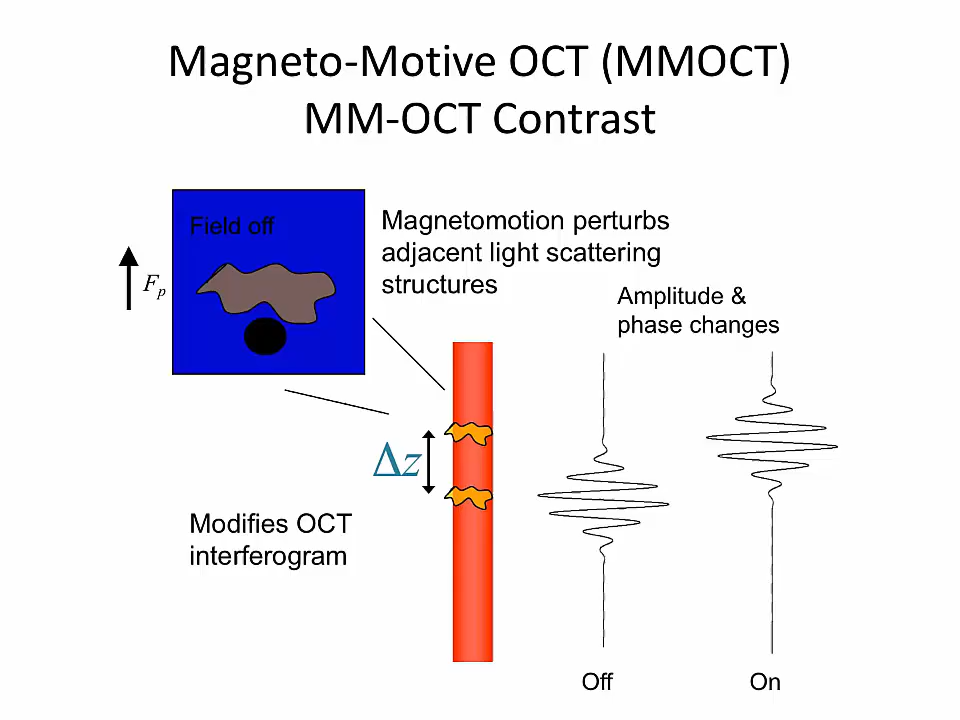 Magneto-Motive OCT (MMOCT)
MM-OCT Contrast
Field off
Magnetomotion perturbs
adjacent light scattering
structures
Fp
Amplitude &
phase changes
Δz
Modifies OCT
interferogram
Off
On